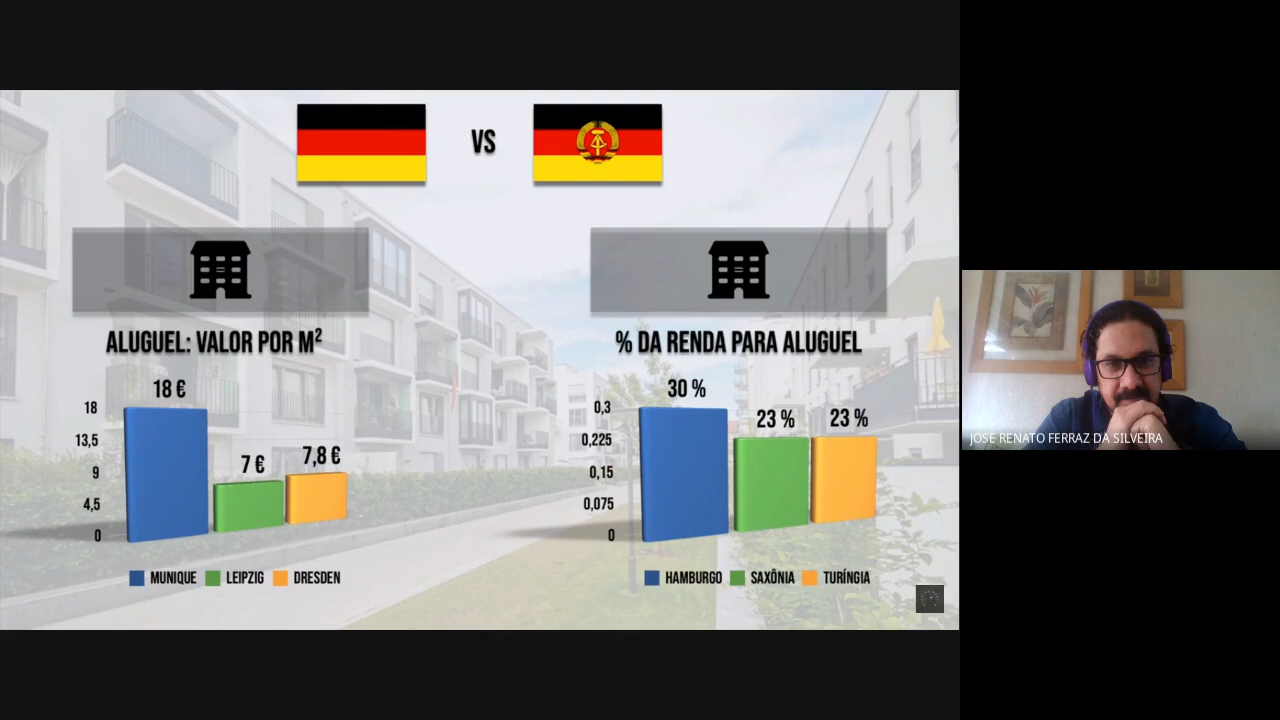 VS
ALUGUEL: VALOR POR M²
18 €
7 €
7,8 €
18
13,5
9
4,5
0
MUNIQUE LEIPZIG DRESDEN
% DA RENDA PARA ALUGUEL
30 %
23 %
23 %
0,3
0,225
0,15
0,075
0
HAMBURGO SAXÔNIA TURÍNGIA
JOSE RENATO FERRAZ DA SILVEIRA